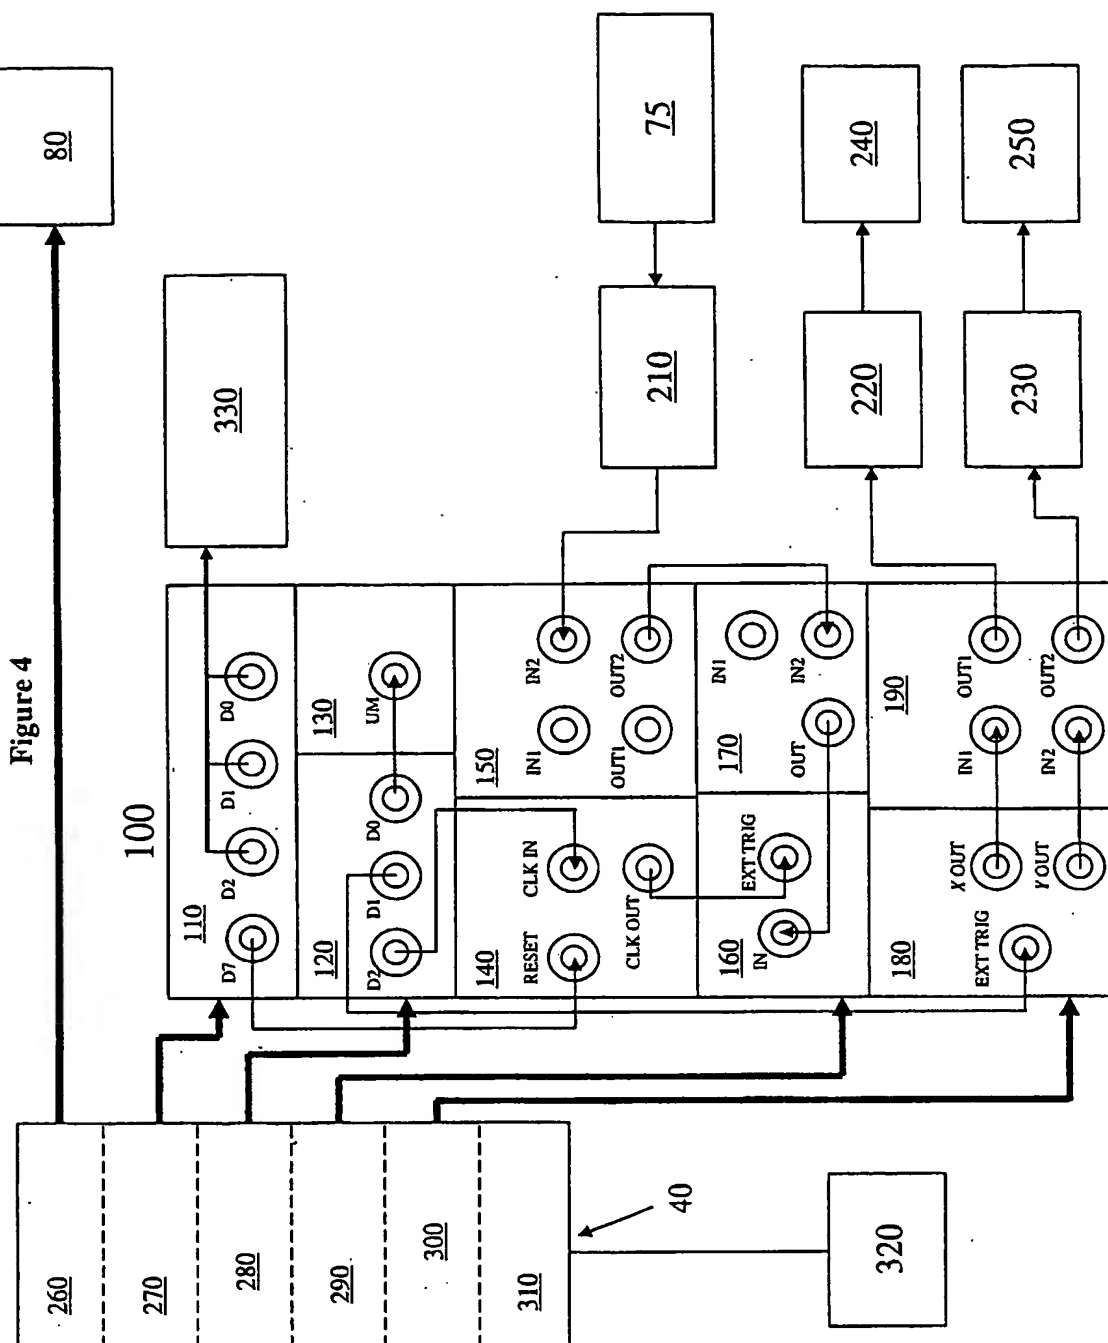 Figure 4
80
330
75
240
250
210
220
230
100
110
D7
D2
D1
D0
120
D2
D1
D0
130
UM
140
RESET
CLK IN
CLK OUT
150
IN1
IN2
OUT1
OUT2
160
IN
EXT TRIG
170
OUT
IN1
IN2
180
EXT TRIG
X OUT
Y OUT
190
IN1
OUT1
IN2
OUT2
260
270
280
290
300
310
40
320